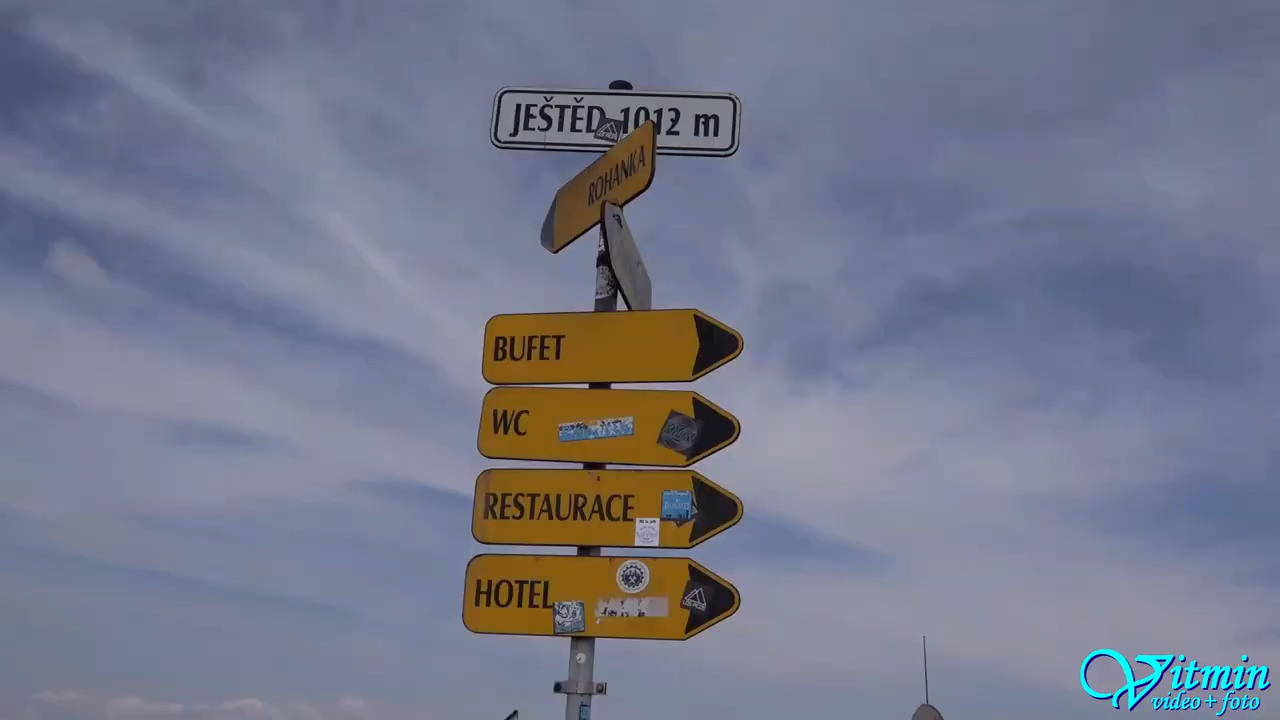 JEŠTĚD 1012 m
ROHANKA
BUFET
WC
RESTAURACE
HOTEL
Vitmin
video + foto